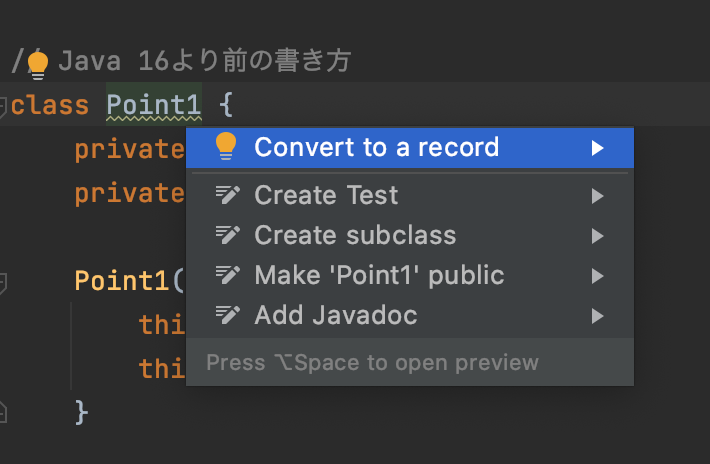 // Java 16より前の書き方
class Point1 {
private
private
Convert to a record
Create Test
Create subclass
Make 'Point1' public
Add Javadoc
Press ⌥Space to open preview
Point1(
thi
thi
}